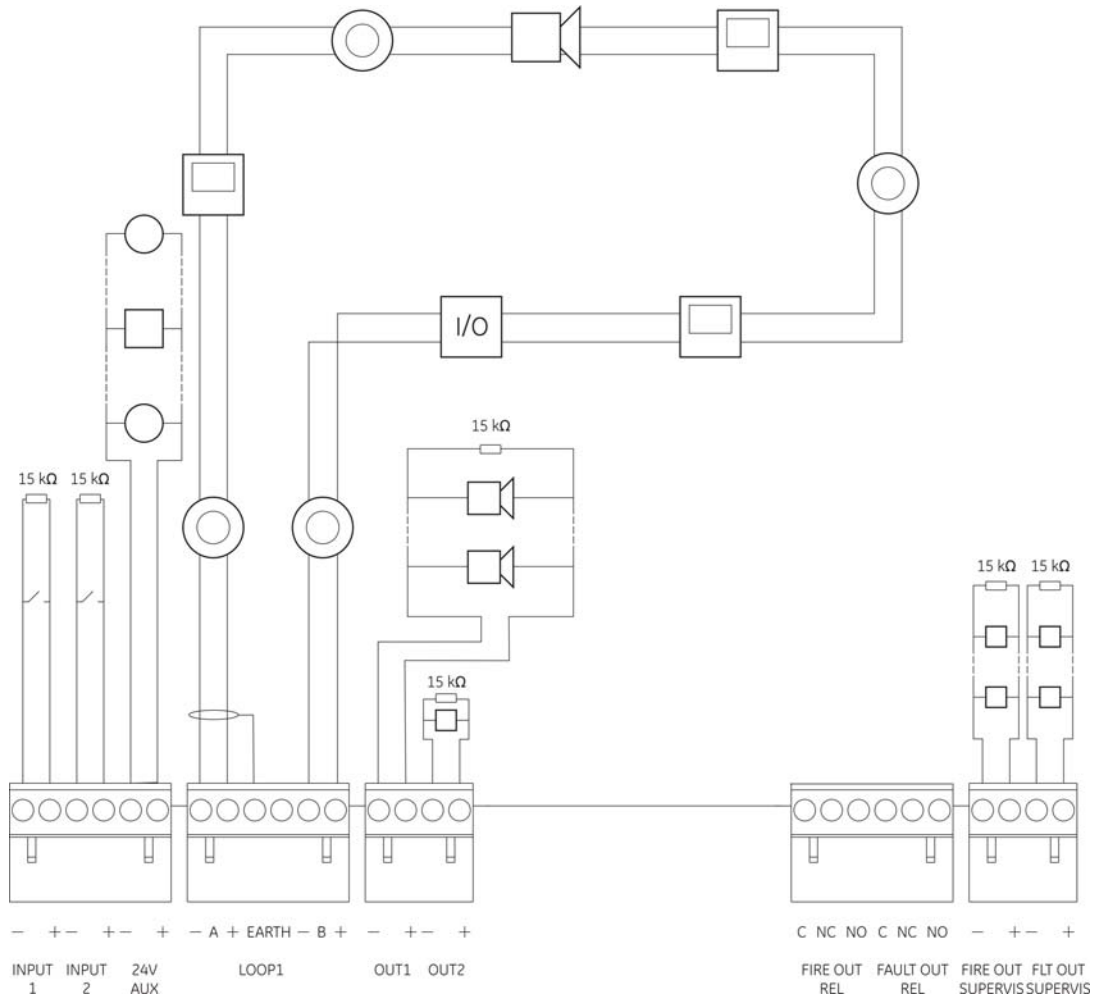 I/O
15 kΩ
15 kΩ 15 kΩ
15 kΩ 15 kΩ
15 kΩ
− + − + − + − A + EARTH − B + − + − + C NC NO C NC NO − + − +
INPUT INPUT 24V LOOP1 OUT1 OUT2 FIRE OUT FAULT OUT FIRE OUT FLT OUT
1 2 AUX REL REL SUPERVIS SUPERVIS